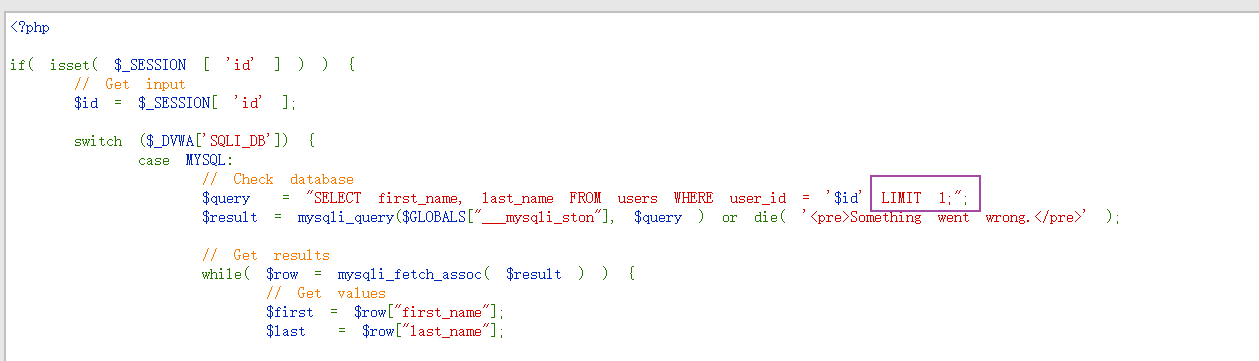 <?php
if( isset( $_SESSION [ 'id' ] ) ) {
// Get input
$id = $_SESSION[ 'id' ];
switch ($_DVWA['SQLI_DB']) {
case MYSQL:
// Check database
$query = "SELECT first_name, last_name FROM users WHERE user_id = '$id' LIMIT 1;";
$result = mysqli_query($GLOBALS["___mysqli_ston"], $query ) or die( '<pre>Something went wrong.</pre>' );
// Get results
while( $row = mysqli_fetch_assoc( $result ) ) {
// Get values
$first = $row["first_name"];
$last = $row["last_name"];